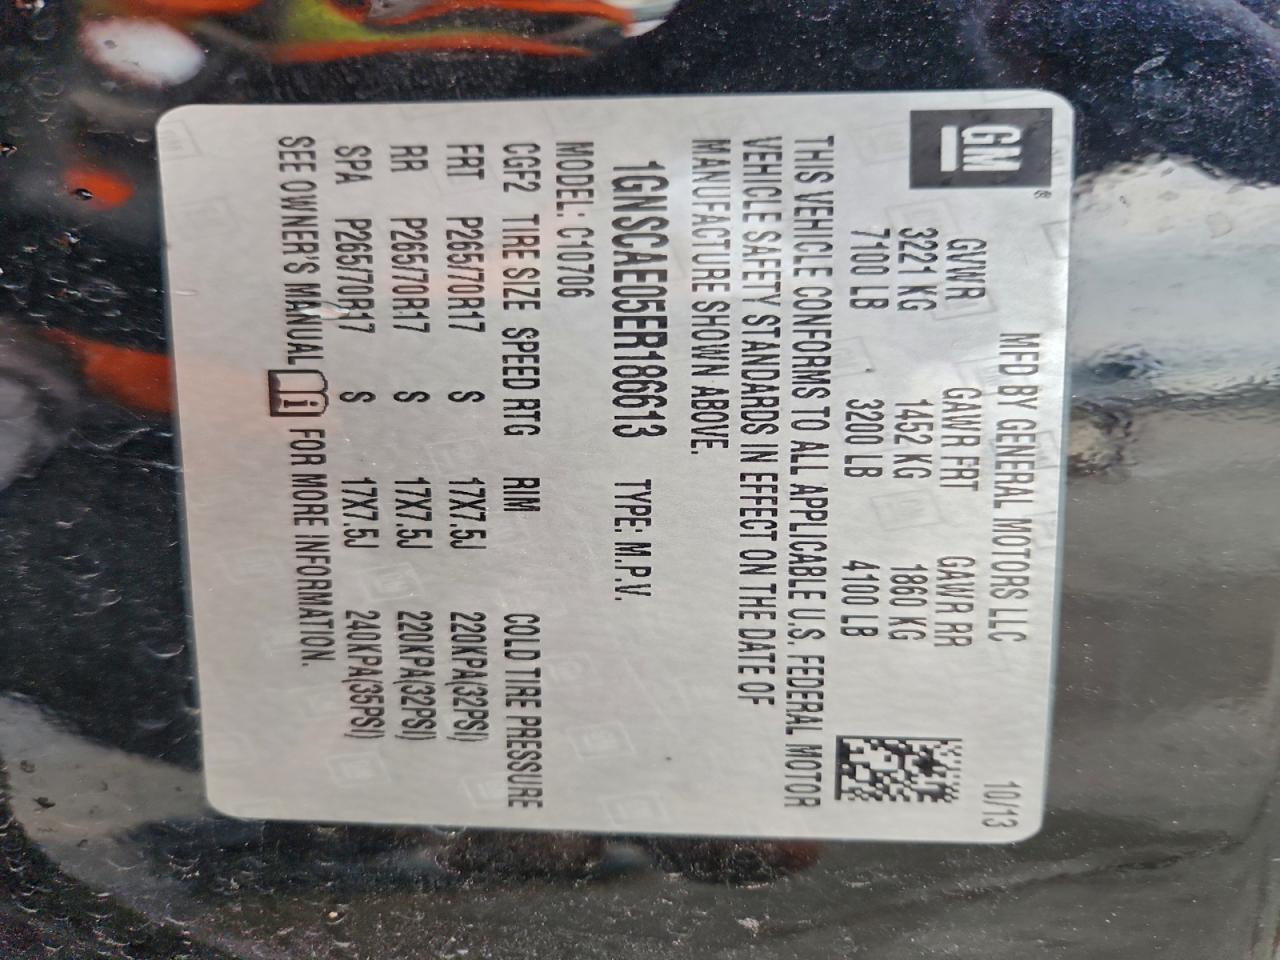 GM ®
MFD BY GENERAL MOTORS LLC 10/13
GVWR GAWR FRT GAWR RR
3221 KG 1452 KG 1860 KG
7100 LB 3200 LB 4100 LB
THIS VEHICLE CONFORMS TO ALL APPLICABLE U.S. FEDERAL MOTOR
VEHICLE SAFETY STANDARDS IN EFFECT ON THE DATE OF
MANUFACTURE SHOWN ABOVE.
1GNSCAE05ER186613 TYPE: M.P.V.
MODEL: C10706
CGF2 TIRE SIZE SPEED RTG RIM COLD TIRE PRESSURE
FRT P265/70R17 S 17X7.5J 220KPA(32PSI)
RR P265/70R17 S 17X7.5J 220KPA(32PSI)
SPA P265/70R17 S 17X7.5J 240KPA(35PSI)
SEE OWNER'S MANUAL i FOR MORE INFORMATION.